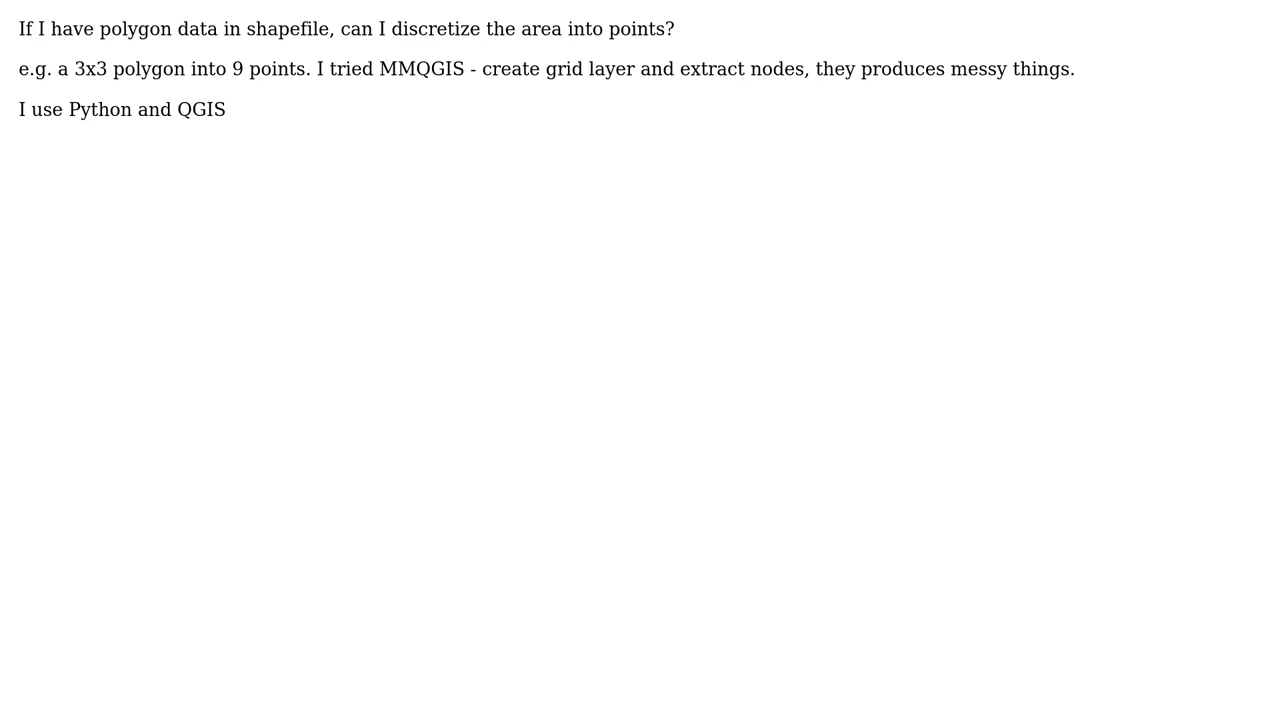 If I have polygon data in shapefile, can I discretize the area into points?
e.g. a 3x3 polygon into 9 points. I tried MMQGIS - create grid layer and extract nodes, they produces messy things.
I use Python and QGIS